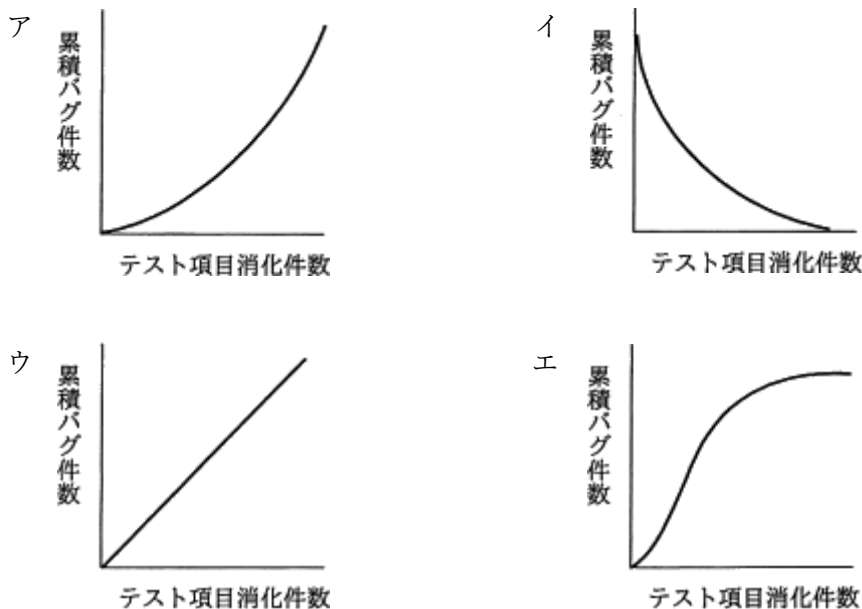 ア
累積バグ件数
テスト項目消化件数
イ
累積バグ件数
テスト項目消化件数
ウ
累積バグ件数
テスト項目消化件数
エ
累積バグ件数
テスト項目消化件数